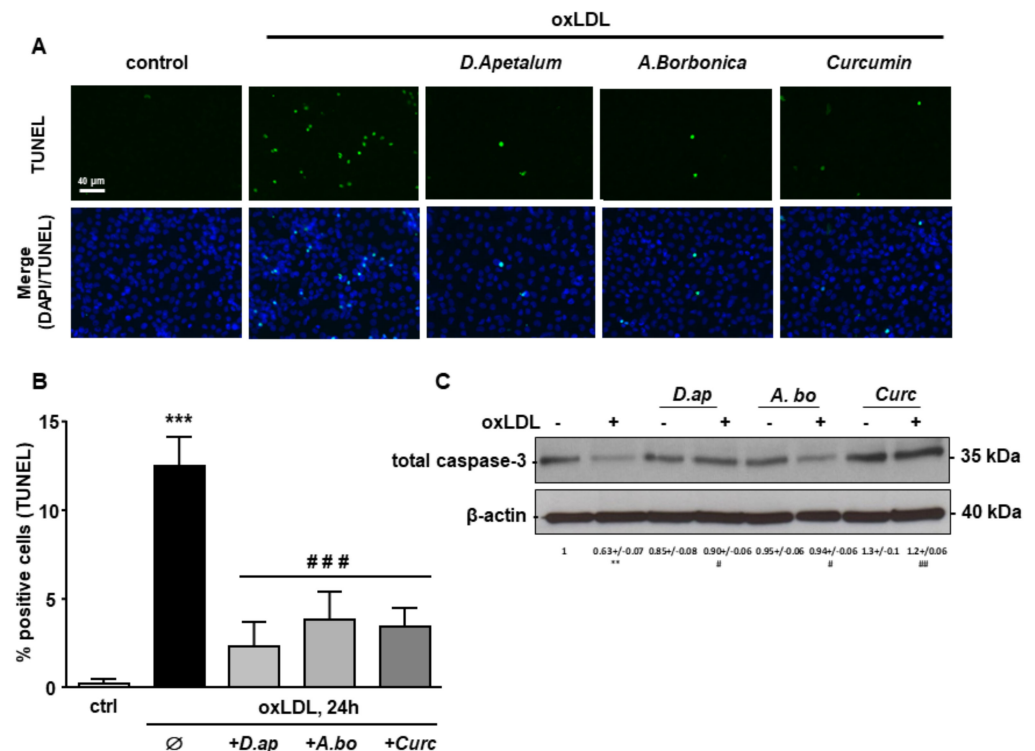 oxLDL
A
control D.Apetalum A.Borbonica Curcumin
TUNEL
40 µm
Merge
(DAPI/TUNEL)
B
% positive cells (TUNEL)
15
10
5
0
***
###
ctrl
oxLDL, 24h
∅ +D.ap +A.bo +Curc
C
D.ap A. bo Curc
oxLDL - + - + - + - +
total caspase-3 - 35 kDa
β-actin - 40 kDa
1 0.63+/-0.07 0.85+/-0.08 0.90+/-0.06 0.95+/-0.06 0.94+/-0.06 1.3+/-0.1 1.2+/0.06
** # # ##